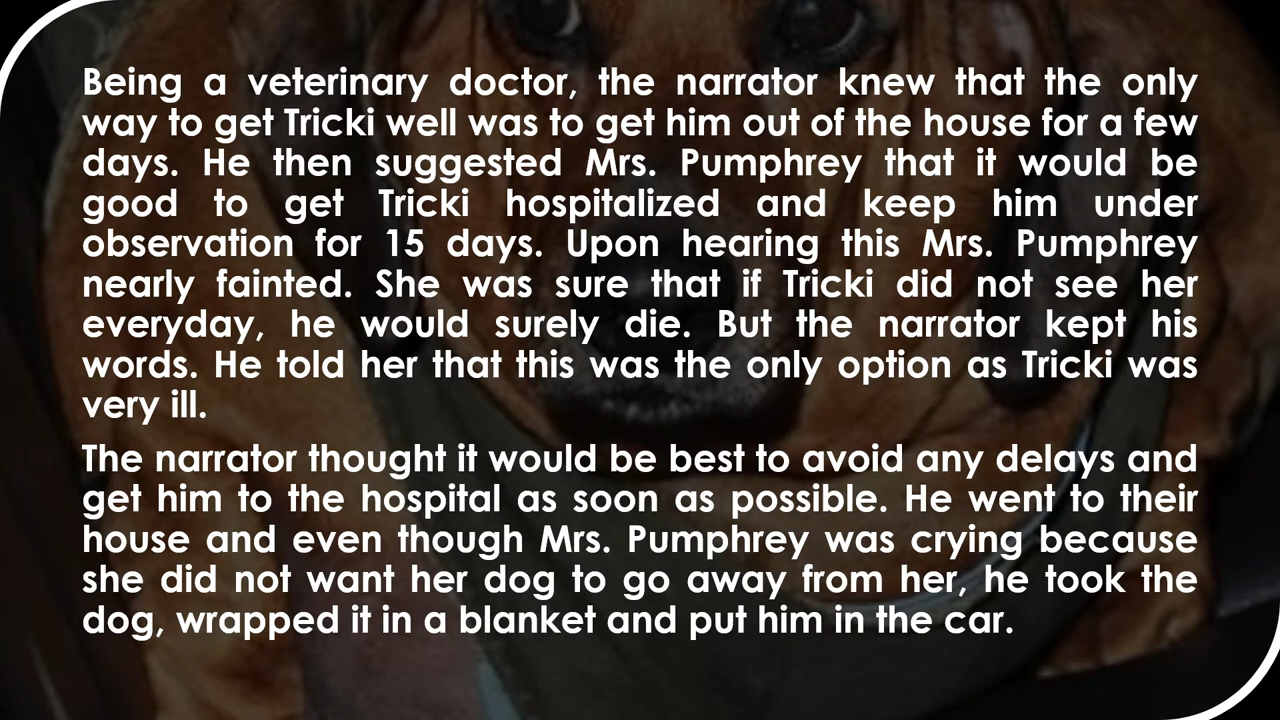 Being a veterinary doctor, the narrator knew that the only
way to get Tricki well was to get him out of the house for a few
days. He then suggested Mrs. Pumphrey that it would be
good to get Tricki hospitalized and keep him under
observation for 15 days. Upon hearing this Mrs. Pumphrey
nearly fainted. She was sure that if Tricki did not see her
everyday, he would surely die. But the narrator kept his
words. He told her that this was the only option as Tricki was
very ill.
The narrator thought it would be best to avoid any delays and
get him to the hospital as soon as possible. He went to their
house and even though Mrs. Pumphrey was crying because
she did not want her dog to go away from her, he took the
dog, wrapped it in a blanket and put him in the car.